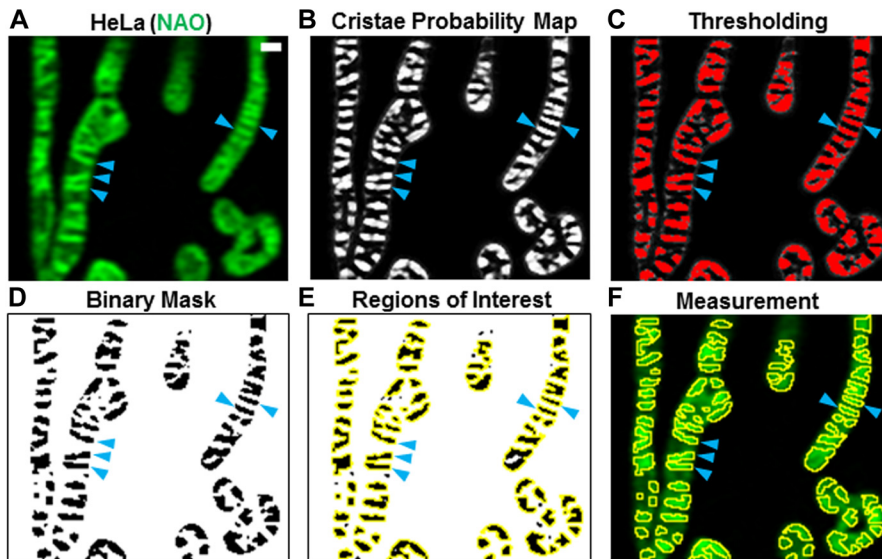 A HeLa (NAO)
B Cristae Probability Map
C Thresholding
D Binary Mask
E Regions of Interest
F Measurement